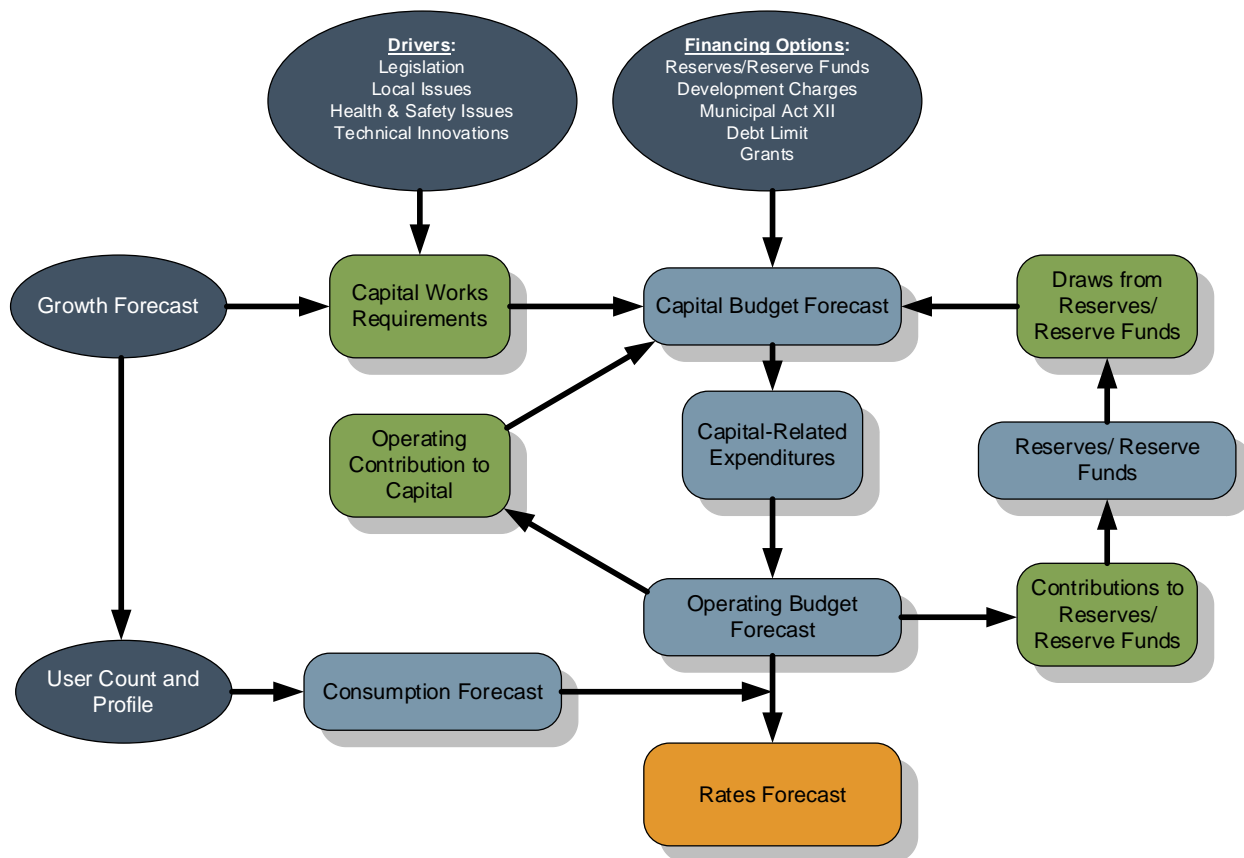 Drivers:
Legislation
Local Issues
Health & Safety Issues
Technical Innovations
Financing Options:
Reserves/Reserve Funds
Development Charges
Municipal Act XII
Debt Limit
Grants
Growth Forecast
Capital Works
Requirements
Capital Budget Forecast
Draws from
Reserves/
Reserve Funds
Operating
Contribution to
Capital
Capital-Related
Expenditures
Reserves/ Reserve
Funds
Operating Budget
Forecast
Contributions to
Reserves/
Reserve Funds
User Count and
Profile
Consumption Forecast
Rates Forecast